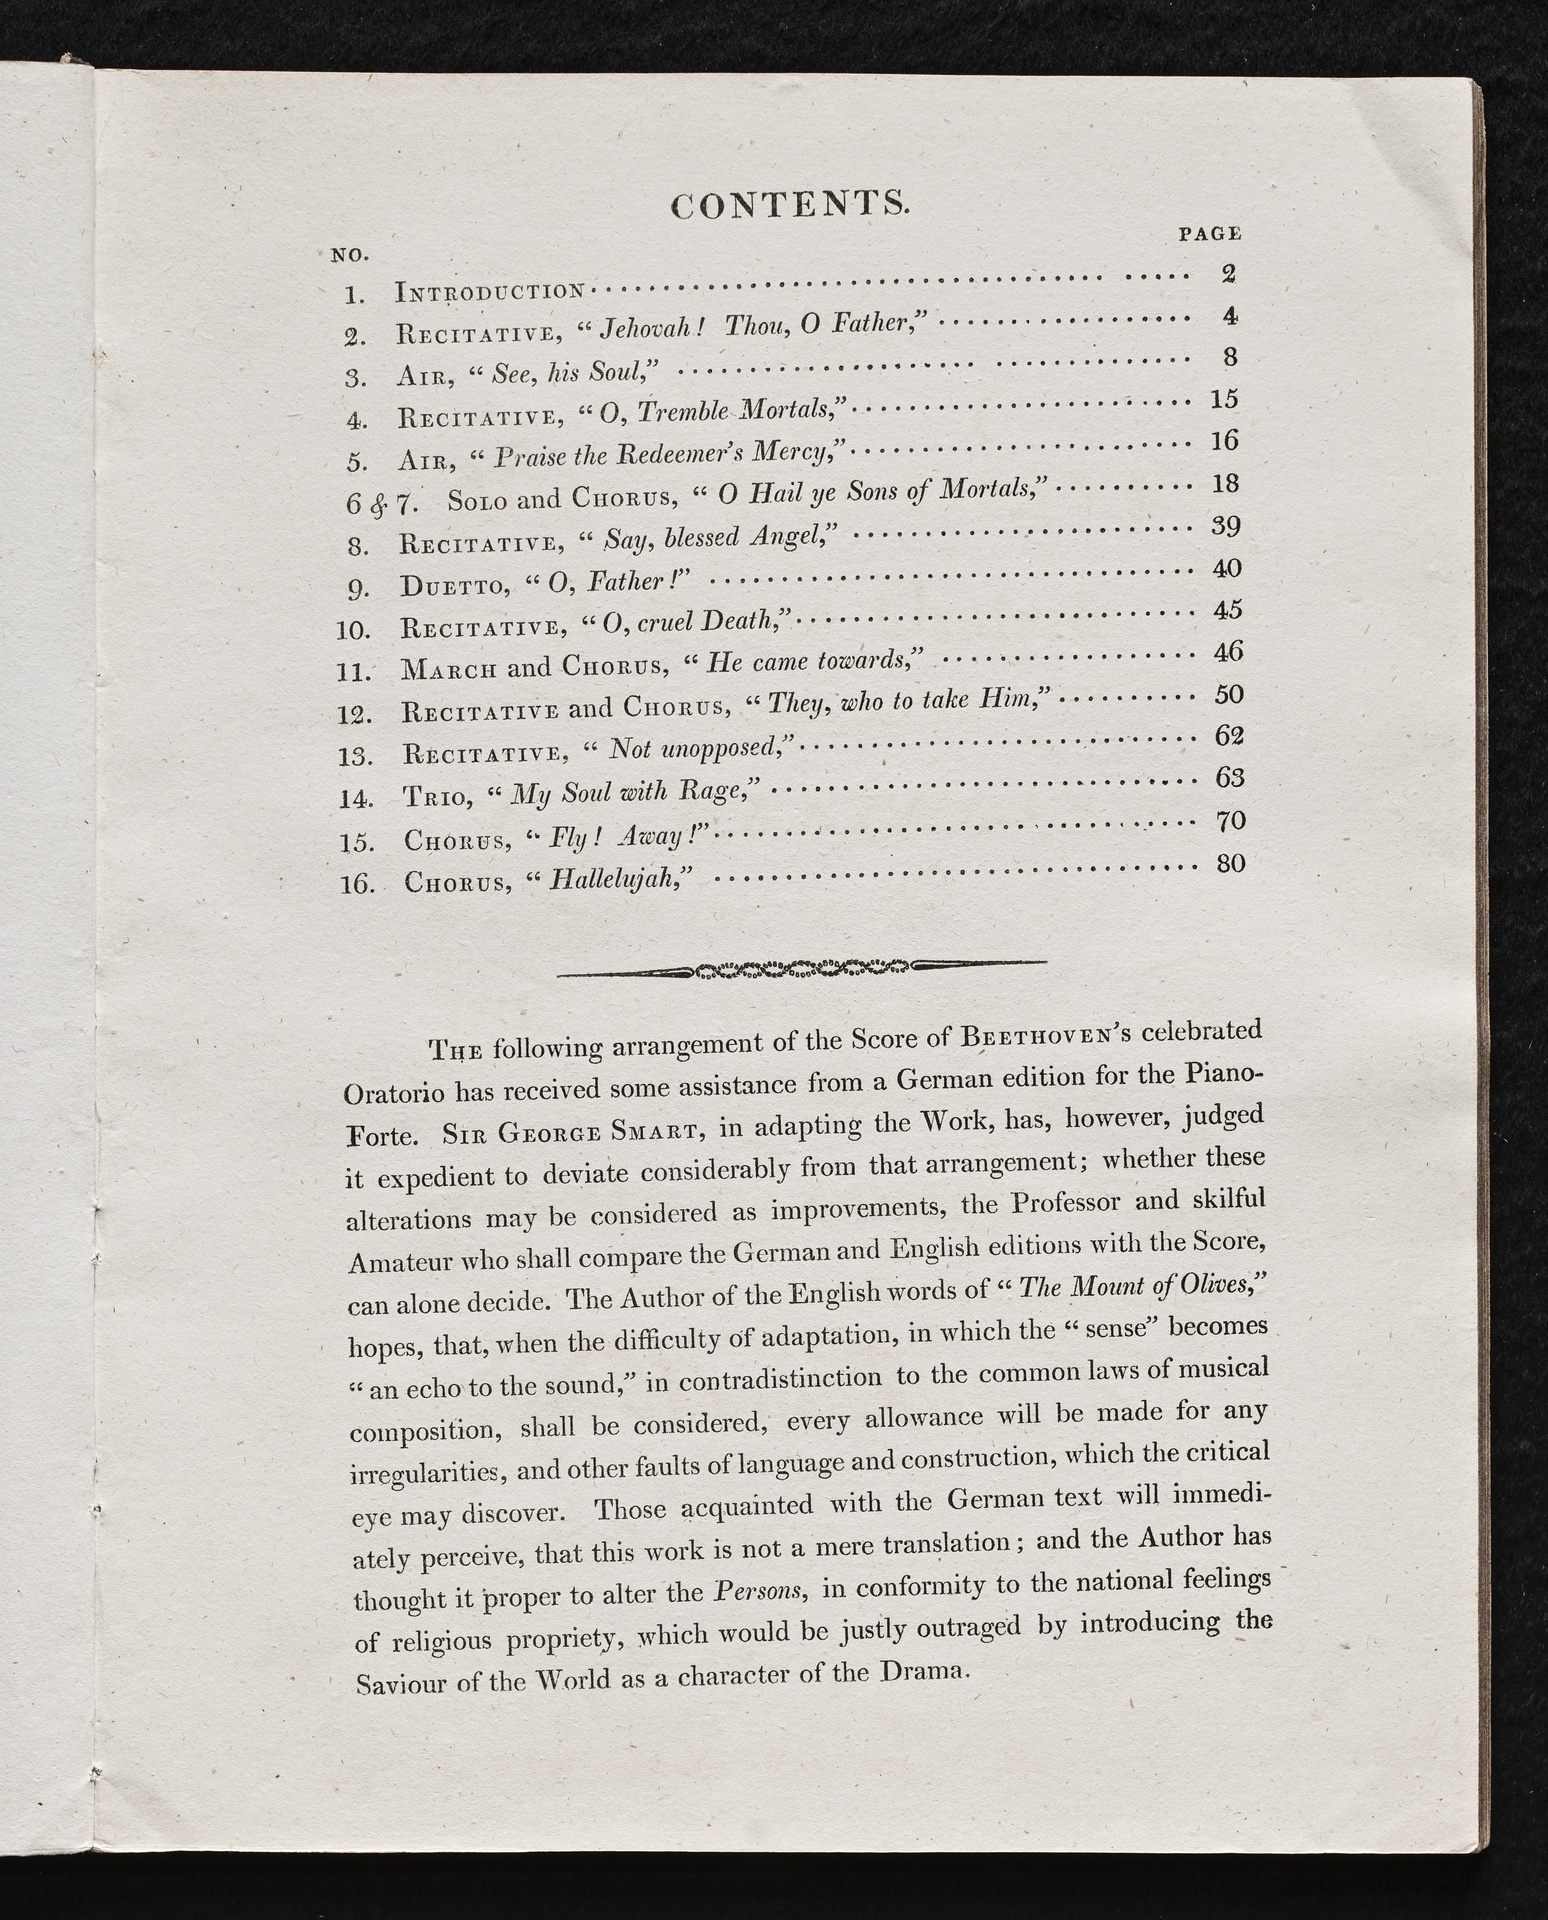 CONTENTS.
NO. PAGE
1. INTRODUCTION 2
2. RECITATIVE, “Jehovah! Thou, O Father,” 4
3. AIR, “See, his Soul,” 8
4. RECITATIVE, “O, Tremble Mortals,” 15
5. AIR, “Praise the Redeemer's Mercy,” 16
6 & 7. SOLO and CHORUS, “O Hail ye Sons of Mortals,” 18
8. RECITATIVE, “Say, blessed Angel,” 39
9. DUETTO, “O, Father!” 40
10. RECITATIVE, “O, cruel Death,” 45
11. MARCH and CHORUS, “He came towards,” 46
12. RECITATIVE and CHORUS, “They, who to take Him,” 50
13. RECITATIVE, “Not unopposed,” 62
14. TRIO, “My Soul with Rage,” 63
15. CHORUS, “Fly! Away!” 70
16. CHORUS, “Hallelujah,” 80
THE following arrangement of the Score of BEETHOVEN'S celebrated
Oratorio has received some assistance from a German edition for the Piano-
Forte. SIR GEORGE SMART, in adapting the Work, has, however, judged
it expedient to deviate considerably from that arrangement; whether these
alterations may be considered as improvements, the Professor and skilful
Amateur who shall compare the German and English editions with the Score,
can alone decide. The Author of the English words of “The Mount of Olives,”
hopes, that, when the difficulty of adaptation, in which the “sense” becomes
“an echo to the sound,” in contradistinction to the common laws of musical
composition, shall be considered, every allowance will be made for any
irregularities, and other faults of language and construction, which the critical
eye may discover. Those acquainted with the German text will immedi-
ately perceive, that this work is not a mere translation; and the Author has
thought it proper to alter the Persons, in conformity to the national feelings
of religious propriety, which would be justly outraged by introducing the
Saviour of the World as a character of the Drama.